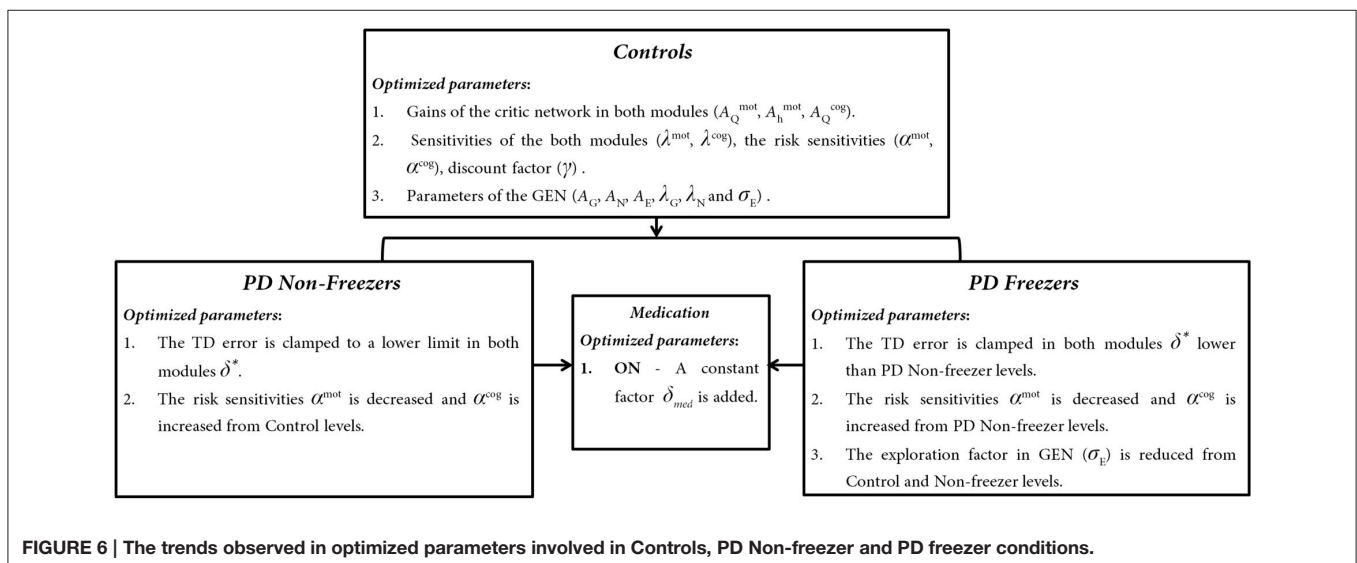 Controls
Optimized parameters:
1. Gains of the critic network in both modules (A_Q^mot, A_h^mot, A_Q^cog).
2. Sensitivities of the both modules (λ^mot, λ^cog), the risk sensitivities (α^mot,
α^cog), discount factor (γ) .
3. Parameters of the GEN (A_G, A_N, A_E, λ_G, λ_N and σ_E) .
PD Non-Freezers
Optimized parameters:
1. The TD error is clamped to a lower limit in both
modules δ*.
2. The risk sensitivities α^mot is decreased and α^cog is
increased from Control levels.
Medication
Optimized parameters:
1. ON - A constant
factor δ_med is added.
PD Freezers
Optimized parameters:
1. The TD error is clamped in both modules δ* lower
than PD Non-freezer levels.
2. The risk sensitivities α^mot is decreased and α^cog is
increased from PD Non-freezer levels.
3. The exploration factor in GEN (σ_E) is reduced from
Control and Non-freezer levels.
FIGURE 6 | The trends observed in optimized parameters involved in Controls, PD Non-freezer and PD freezer conditions.